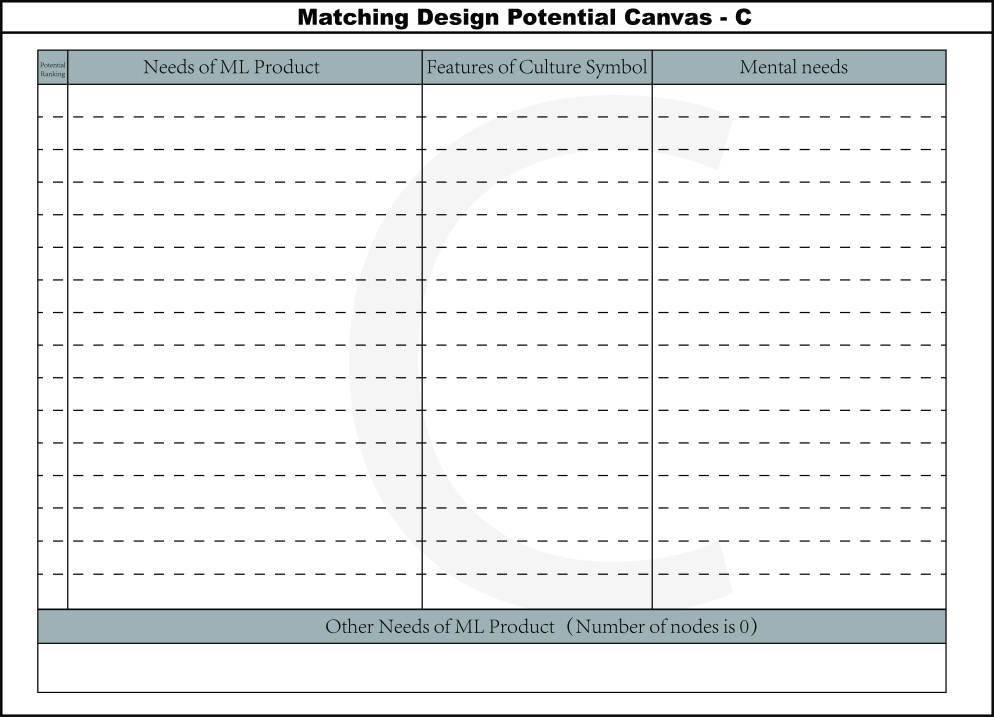 Matching Design Potential Canvas - C
Potential
Ranking
Needs of ML Product
Features of Culture Symbol
Mental needs
C
Other Needs of ML Product（Number of nodes is 0）